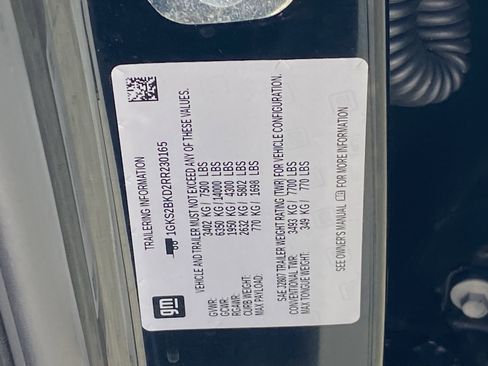 TRAILERING INFORMATION
1GKS2BKD2RR230165
VEHICLE AND TRAILER MUST NOT EXCEED ANY OF THESE VALUES.
GVWR: 3402 KG / 7500 LBS
GCWR: 6350 KG / 14000 LBS
RGAWR: 1950 KG / 4300 LBS
CURB WEIGHT: 2632 KG / 5802 LBS
MAX PAYLOAD: 770 KG / 1698 LBS
SAE J2807 TRAILER WEIGHT RATING (TWR) FOR VEHICLE CONFIGURATION.
CONVENTIONAL TWR: 3493 KG / 7700 LBS
MAX TONGUE WEIGHT: 349 KG / 770 LBS
SEE OWNER'S MANUAL FOR MORE INFORMATION
gm